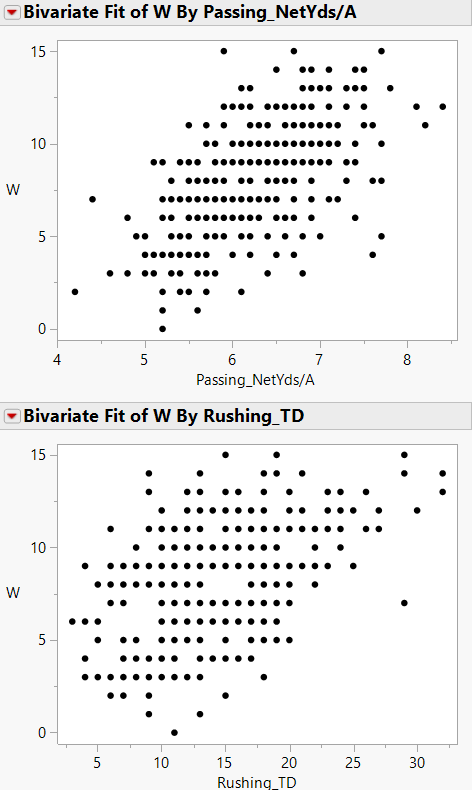 Bivariate Fit of W By Passing_NetYds/A
15
10
W
5
0
4 5 6 7 8
Passing_NetYds/A
Bivariate Fit of W By Rushing_TD
15
10
W
5
0
5 10 15 20 25 30
Rushing_TD